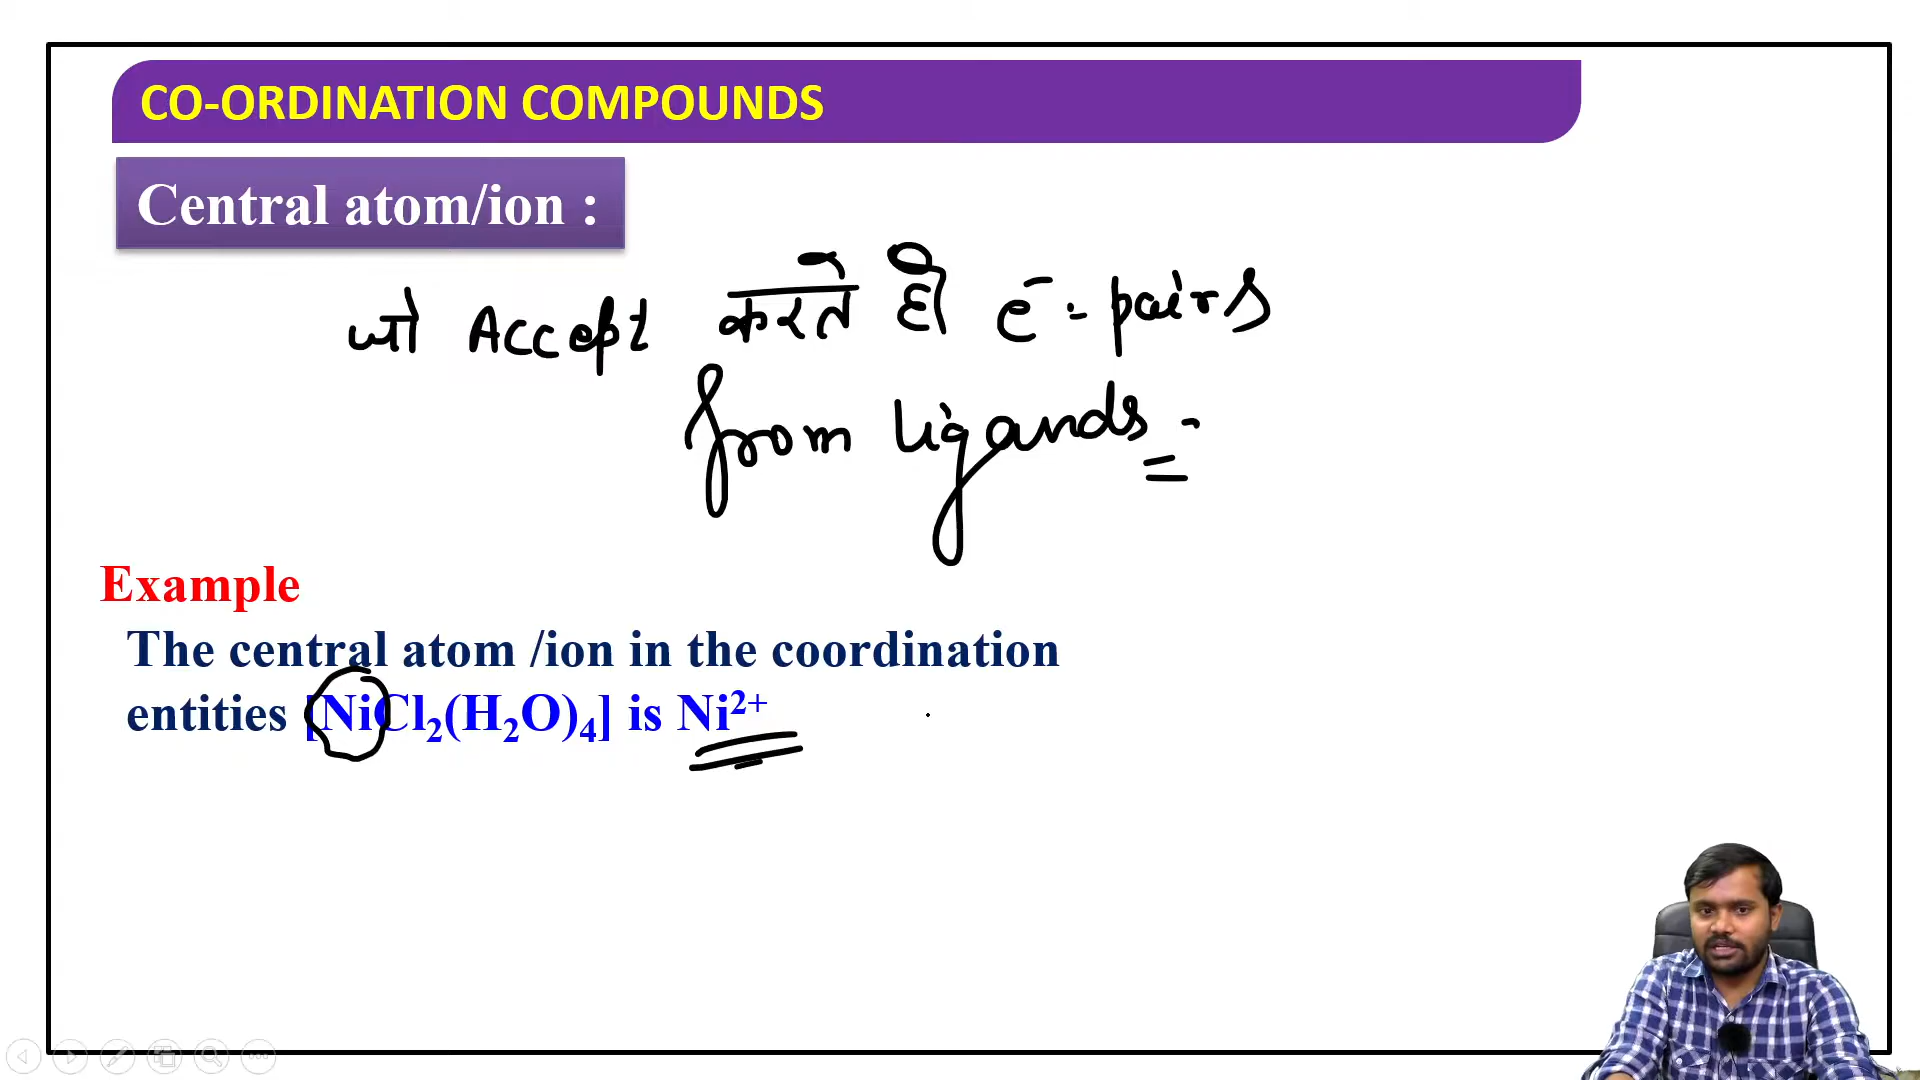 CO-ORDINATION COMPOUNDS
Central atom/ion :
जो Accept करते हो e⁻ - pairs
from ligands -
Example
The central atom /ion in the coordination
entities [NiCl₂(H₂O)₄] is Ni²⁺